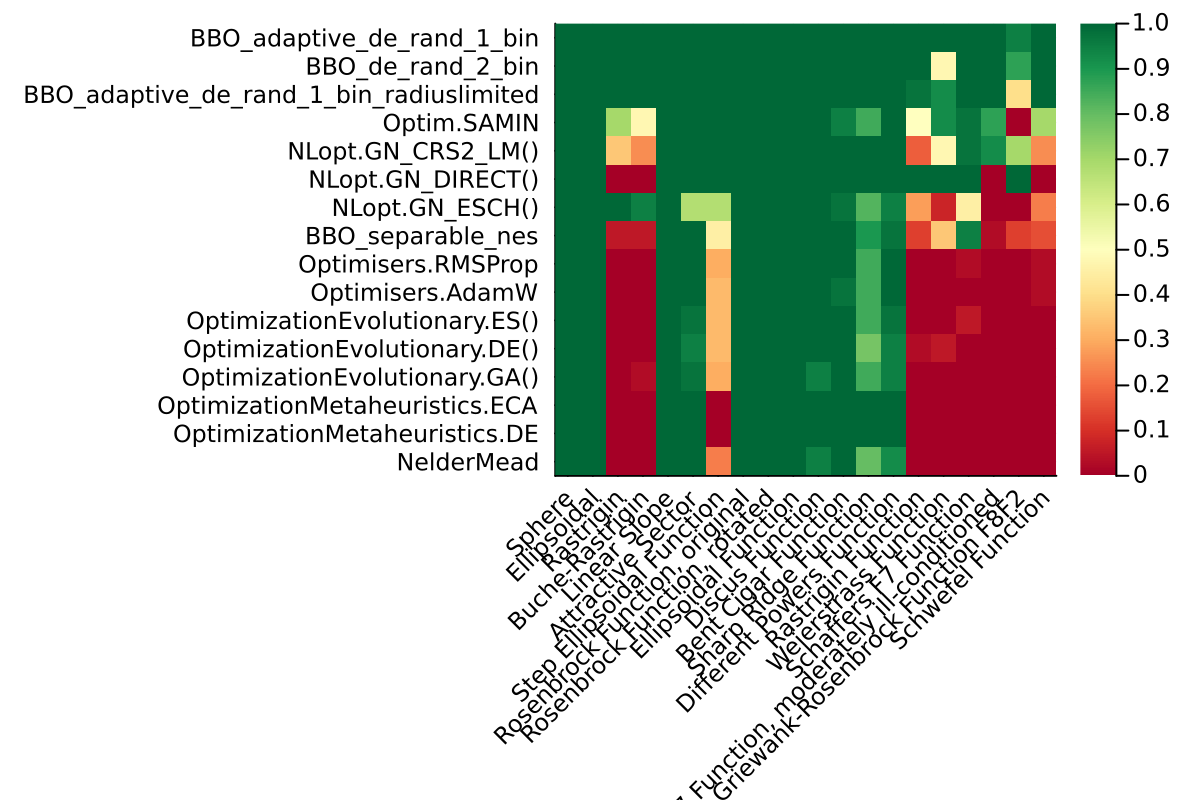 BBO_adaptive_de_rand_1_bin
BBO_de_rand_2_bin
BBO_adaptive_de_rand_1_bin_radiuslimited
Optim.SAMIN
NLopt.GN_CRS2_LM()
NLopt.GN_DIRECT()
NLopt.GN_ESCH()
BBO_separable_nes
Optimisers.RMSProp
Optimisers.AdamW
OptimizationEvolutionary.ES()
OptimizationEvolutionary.DE()
OptimizationEvolutionary.GA()
OptimizationMetaheuristics.ECA
OptimizationMetaheuristics.DE
NelderMead
Sphere
Ellipsoidal
Rastrigin
Buche-Rastrigin
Linear Slope
Attractive Sector
Step Ellipsoidal Function
Rosenbrock Function, original
Rosenbrock Function, rotated
Ellipsoidal Function
Discus Function
Bent Cigar Function
Sharp Ridge Function
Different Powers Function
Rastrigin Function
Weierstrass Function
Schaffers F7 Function
Function, moderately ill-conditioned
Griewank-Rosenbrock Function F8F2
Schwefel Function
1.0
0.9
0.8
0.7
0.6
0.5
0.4
0.3
0.2
0.1
0